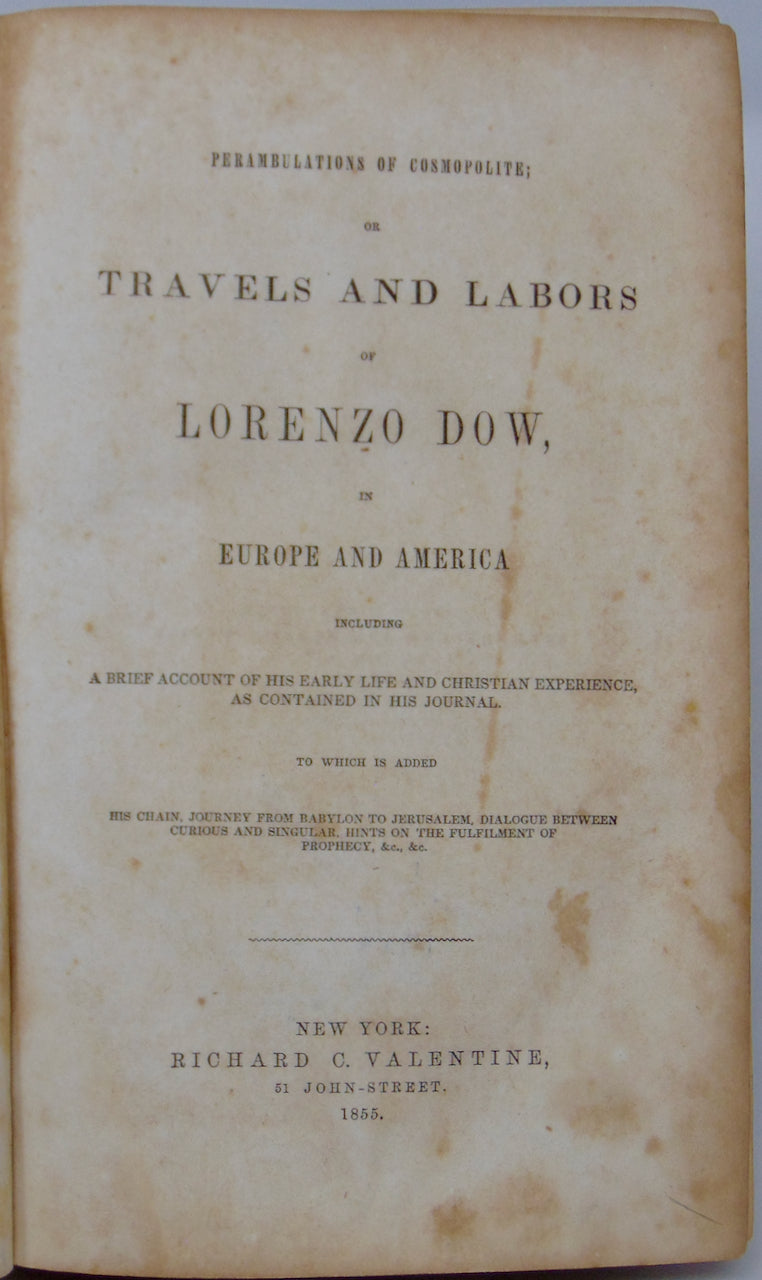 PERAMBULATIONS OF COSMOPOLITE;
OR
TRAVELS AND LABORS
OF
LORENZO DOW,
IN
EUROPE AND AMERICA
INCLUDING
A BRIEF ACCOUNT OF HIS EARLY LIFE AND CHRISTIAN EXPERIENCE,
AS CONTAINED IN HIS JOURNAL.
TO WHICH IS ADDED
HIS CHAIN, JOURNEY FROM BABYLON TO JERUSALEM, DIALOGUE BETWEEN
CURIOUS AND SINGULAR, HINTS ON THE FULFILMENT OF
PROPHECY, &c., &c.
NEW YORK:
RICHARD C. VALENTINE,
51 JOHN-STREET.
1855.